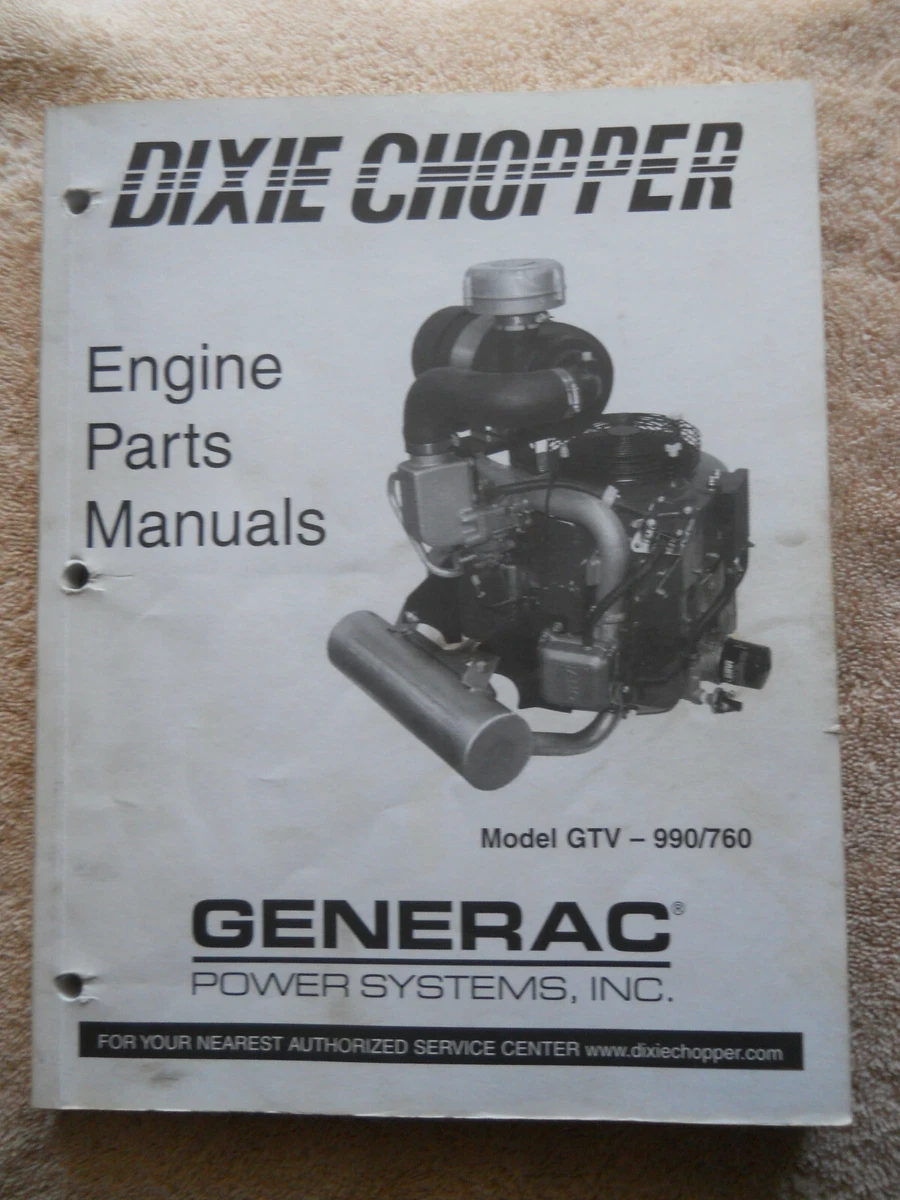 DIXIE CHOPPER
Engine
Parts
Manuals
Model GTV – 990/760
GENERAC®
POWER SYSTEMS, INC.
FOR YOUR NEAREST AUTHORIZED SERVICE CENTER www.dixiechopper.com